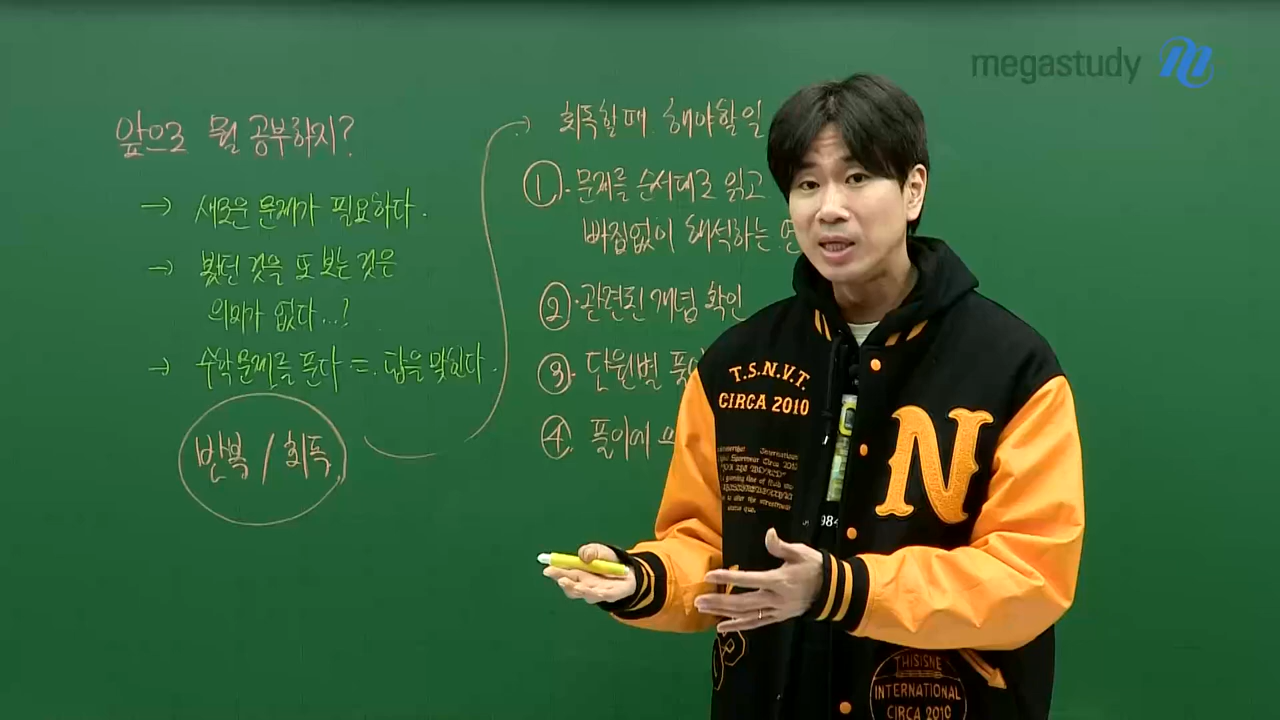 megastudy
앞으로 뭘 공부하지?
→ 새로운 문제가 필요하다.
→ 봤던 것을 또 보는 것은
의미가 없다...?
→ 수학문제를 푼다 = 답을 맞힌다.
반복 / 회독
회독할 때 해야할 일
①. 문제를 순서대로 읽고
빠짐없이 해석하는
② 관련된 개념 확인
③. 단원별
④. 풀이에
T.S.N.V.T.
CIRCA 2010
N
984
THISISNE
INTERNATIONAL
CIRCA 2010